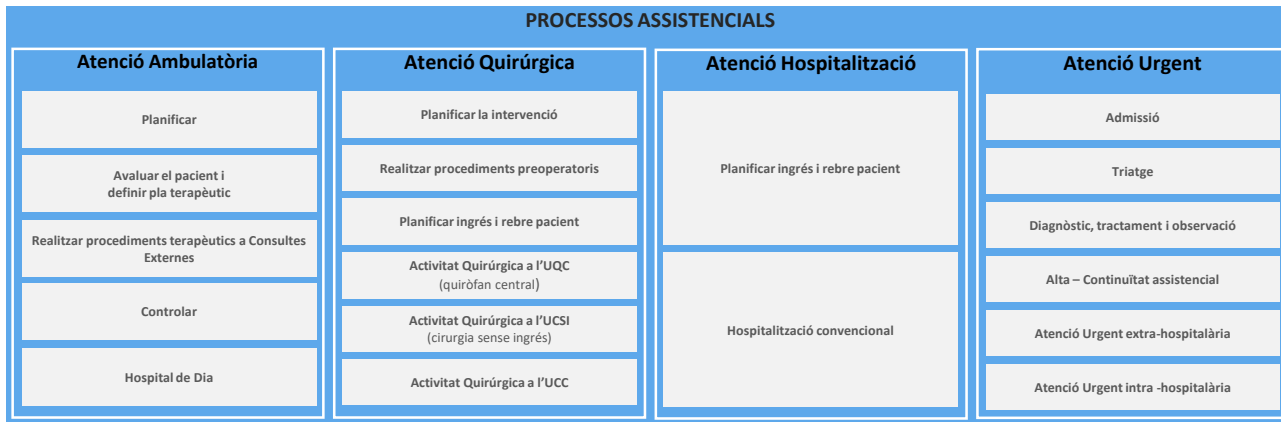 PROCESSOS ASSISTENCIALS
Atenció Ambulatòria
Planificar
Avaluar el pacient i
definir pla terapèutic
Realitzar procediments terapèutics a Consultes
Externes
Controlar
Hospital de Dia
Atenció Quirúrgica
Planificar la intervenció
Realitzar procediments preoperatoris
Planificar ingrés i rebre pacient
Activitat Quirúrgica a l'UQC
(quiròfan central)
Activitat Quirúrgica a l'UCSI
(cirurgia sense ingrés)
Activitat Quirúrgica a l'UCC
Atenció Hospitalització
Planificar ingrés i rebre pacient
Hospitalització convencional
Atenció Urgent
Admissió
Triatge
Diagnòstic, tractament i observació
Alta – Continuïtat assistencial
Atenció Urgent extra-hospitalària
Atenció Urgent intra -hospitalària